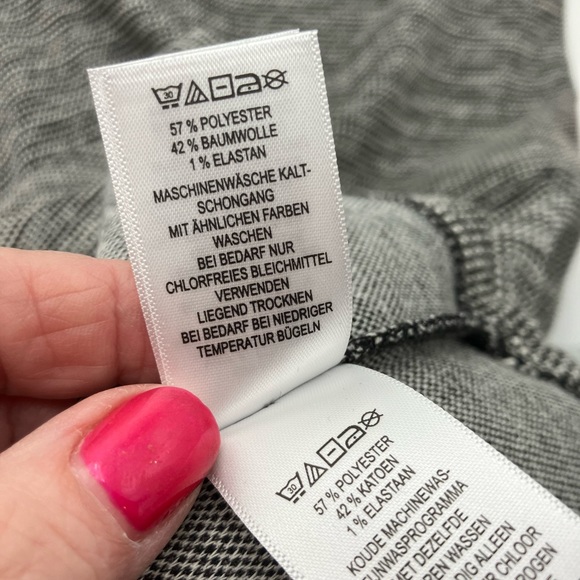 30
57 % POLYESTER
42 % BAUMWOLLE
1 % ELASTAN
MASCHINENWÄSCHE KALT-
SCHONGANG
MIT ÄHNLICHEN FARBEN
WASCHEN
BEI BEDARF NUR
CHLORFREIES BLEICHMITTEL
VERWENDEN
LIEGEND TROCKNEN
BEI BEDARF BEI NIEDRIGER
TEMPERATUR BÜGELN
30
57 % POLYESTER
42 % KATOEN
1 % ELASTAAN
KOUDE MACHINEWAS-
WASPROGRAMMA
ET DEZELFDE
WASSEN
ALLEEN
CHLOOR